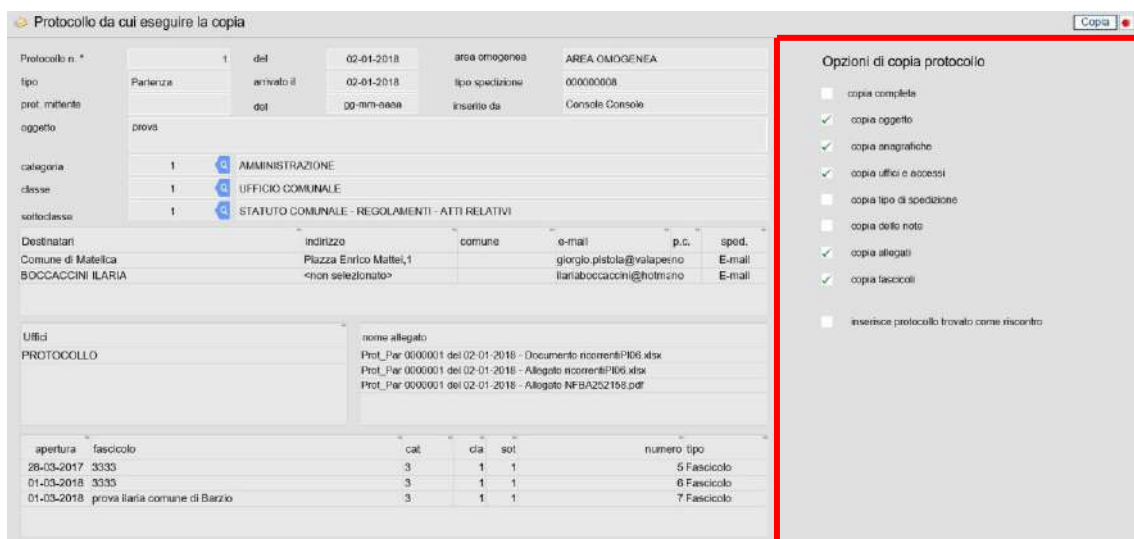 Protocollo da cui eseguire la copia
Copia
Protocollo n. * 1 del 02-01-2018 area omogenea AREA OMOGENEA
tipo Partenza arrivato il 02-01-2018 tipo spedizione 000000008
prot. mittente del gg-mm-aaaa inserito da Console Console
oggetto prova
categoria 1 AMMINISTRAZIONE
classe 1 UFFICIO COMUNALE
sottoclasse 1 STATUTO COMUNALE - REGOLAMENTI - ATTI RELATIVI
Destinatari indirizzo comune e-mail p.c. sped.
Comune di Matelica Piazza Enrico Mattei,1 giorgio.pistola@valapesno E-mail
BOCCACCINI ILARIA <non selezionato> ilariaboccaccini@hotmano E-mail
Uffici
PROTOCOLLO
nome allegato
Prot_Par 0000001 del 02-01-2018 - Documento ricorrentiPI06.xlsx
Prot_Par 0000001 del 02-01-2018 - Allegato ricorrentiPI06.xlsx
Prot_Par 0000001 del 02-01-2018 - Allegato NFBA252158.pdf
apertura fascicolo cat cla sot numero tipo
28-03-2017 3333 3 1 1 5 Fascicolo
01-03-2018 3333 3 1 1 6 Fascicolo
01-03-2018 prova ilaria comune di Barzio 3 1 1 7 Fascicolo
Opzioni di copia protocollo
copia completa
copia oggetto
copia anagrafiche
copia uffici e accessi
copia tipo di spedizione
copia delle note
copia allegati
copia fascicoli
inserisce protocollo trovato come riscontro